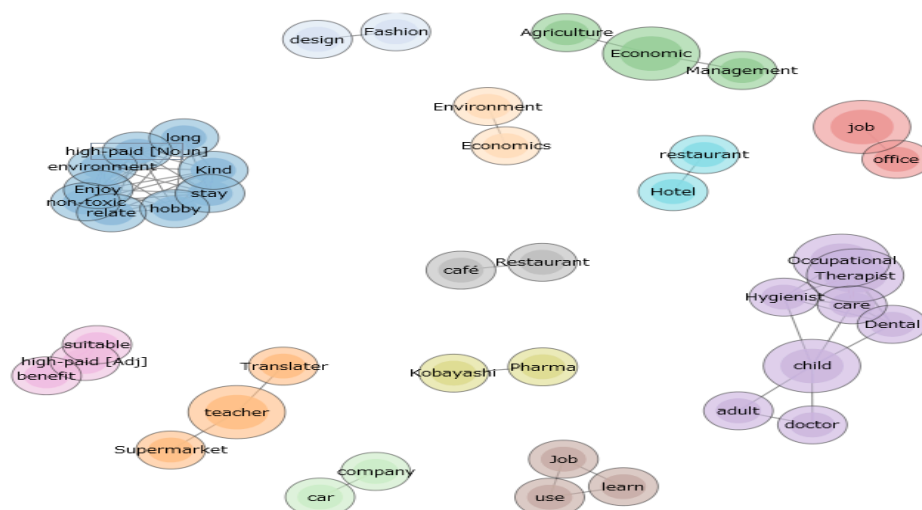 design
Fashion
Agriculture
Economic
Management
Environment
Economics
job
office
long
high-paid [Noun]
environment
Kind
Enjoy
stay
non-toxic
relate
hobby
restaurant
Hotel
café
Restaurant
Occupational
Therapist
Hygienist
care
Dental
child
adult
doctor
suitable
high-paid [Adj]
benefit
Translater
teacher
Supermarket
Kobayashi
Pharma
company
car
Job
learn
use